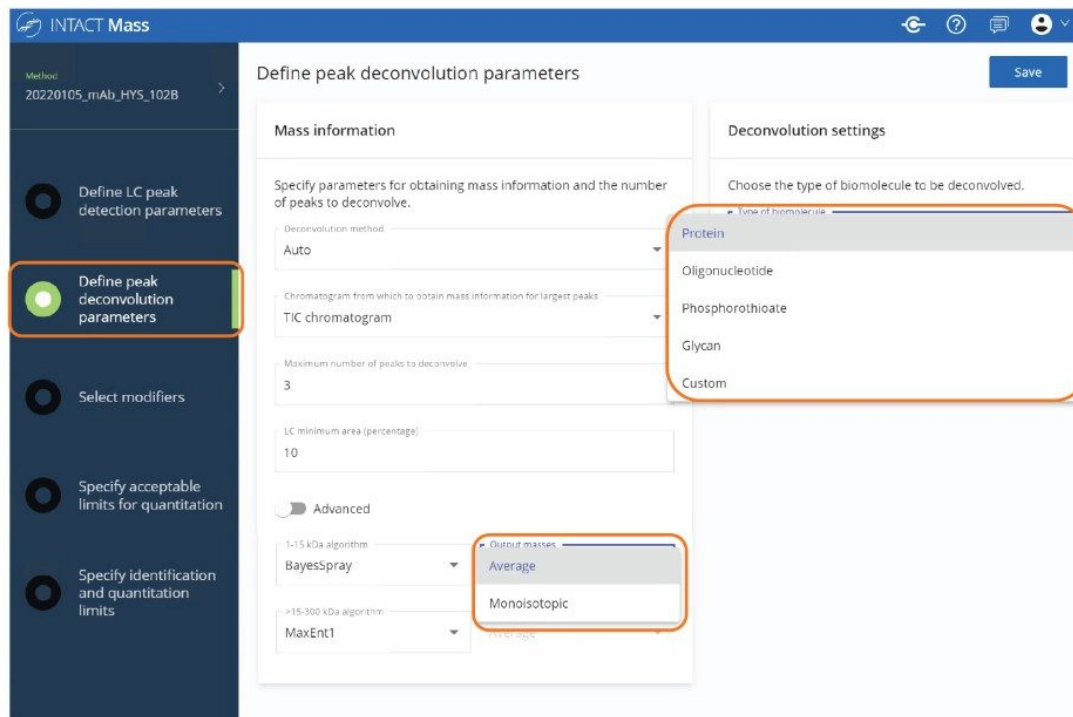 INTACT Mass
Method
20220105_mAb_HYS_102B
Define LC peak
detection parameters
Define peak
deconvolution
parameters
Select modifiers
Specify acceptable
limits for quantitation
Specify identification
and quantitation
limits
Define peak deconvolution parameters
Save
Mass information
Specify parameters for obtaining mass information and the number
of peaks to deconvolve.
Deconvolution method
Auto
Chromatogram from which to obtain mass information for largest peaks
TIC chromatogram
Maximum number of peaks to deconvolve
3
LC minimum area (percentage)
10
Advanced
1-15 kDa algorithm
BayesSpray
Output masses
Average
Monoisotopic
>15-300 kDa algorithm
MaxEnt1
Average
Deconvolution settings
Choose the type of biomolecule to be deconvolved.
Type of biomolecule
Protein
Oligonucleotide
Phosphorothioate
Glycan
Custom